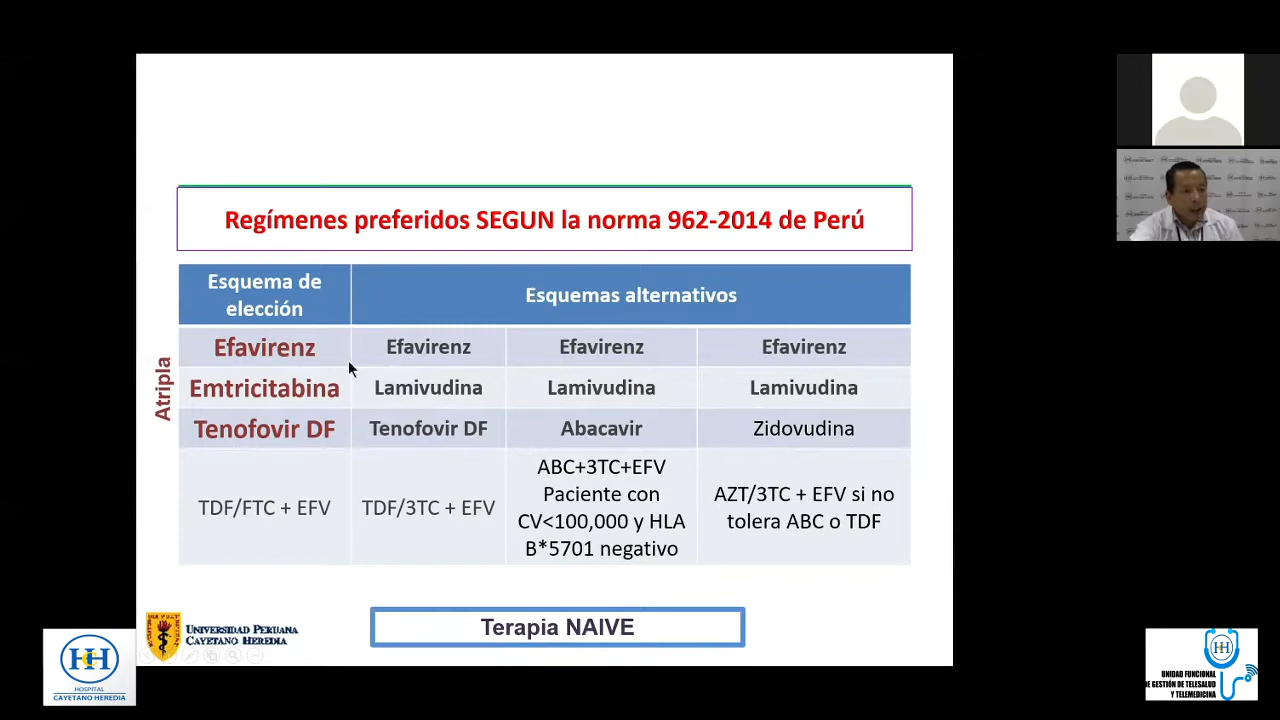 Regímenes preferidos SEGUN la norma 962-2014 de Perú
Esquema de
elección
Esquemas alternativos
Atripla
Efavirenz
Efavirenz
Efavirenz
Efavirenz
Emtricitabina
Lamivudina
Lamivudina
Lamivudina
Tenofovir DF
Tenofovir DF
Abacavir
Zidovudina
TDF/FTC + EFV
TDF/3TC + EFV
ABC+3TC+EFV
Paciente con
CV<100,000 y HLA
B*5701 negativo
AZT/3TC + EFV si no
tolera ABC o TDF
Terapia NAIVE
UNIVERSIDAD PERUANA
CAYETANO HEREDIA
HCH
HOSPITAL
CAYETANO HEREDIA
UNIDAD FUNCIONAL
DE GESTIÓN DE TELESALUD
Y TELEMEDICINA